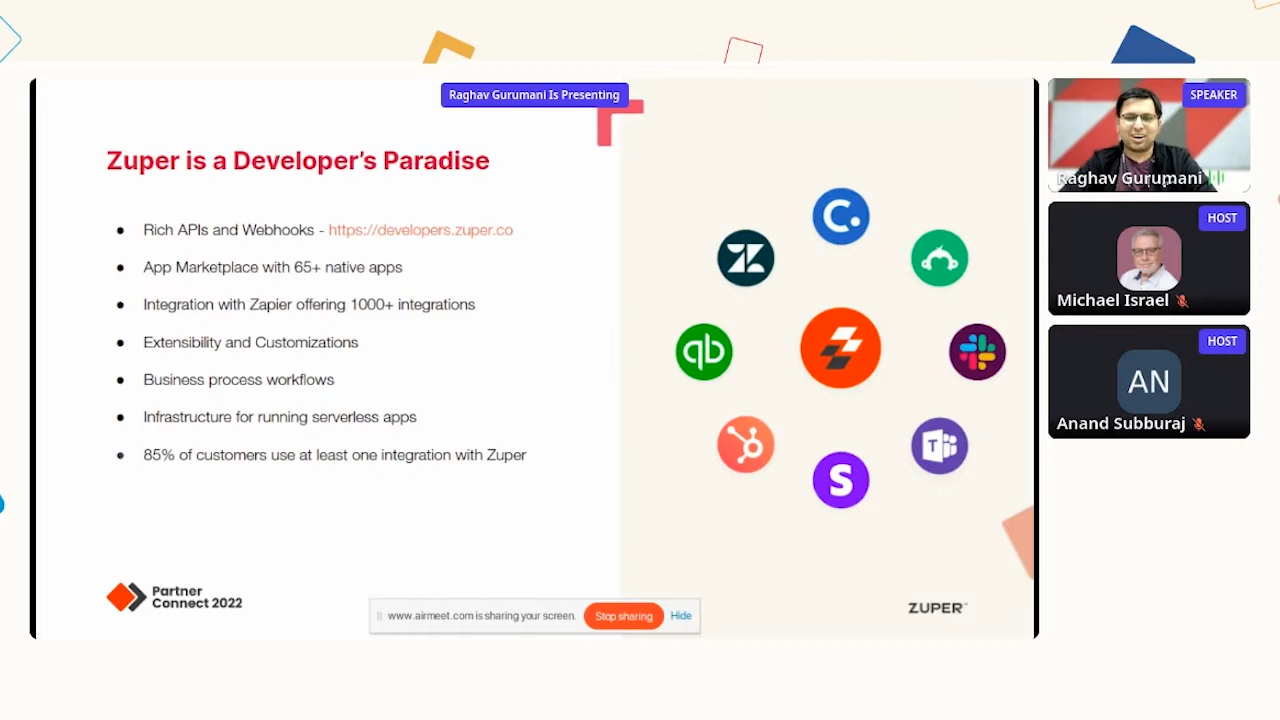 Raghav Gurumani Is Presenting
Zuper is a Developer's Paradise
● Rich APIs and Webhooks - https://developers.zuper.co
● App Marketplace with 65+ native apps
● Integration with Zapier offering 1000+ integrations
● Extensibility and Customizations
● Business process workflows
● Infrastructure for running serverless apps
● 85% of customers use at least one integration with Zuper
C.
qb
T
S
Partner
Connect 2022
www.airmeet.com is sharing your screen. Stop sharing Hide
ZUPER
SPEAKER
Raghav Gurumani
HOST
Michael Israel
HOST
AN
Anand Subburaj